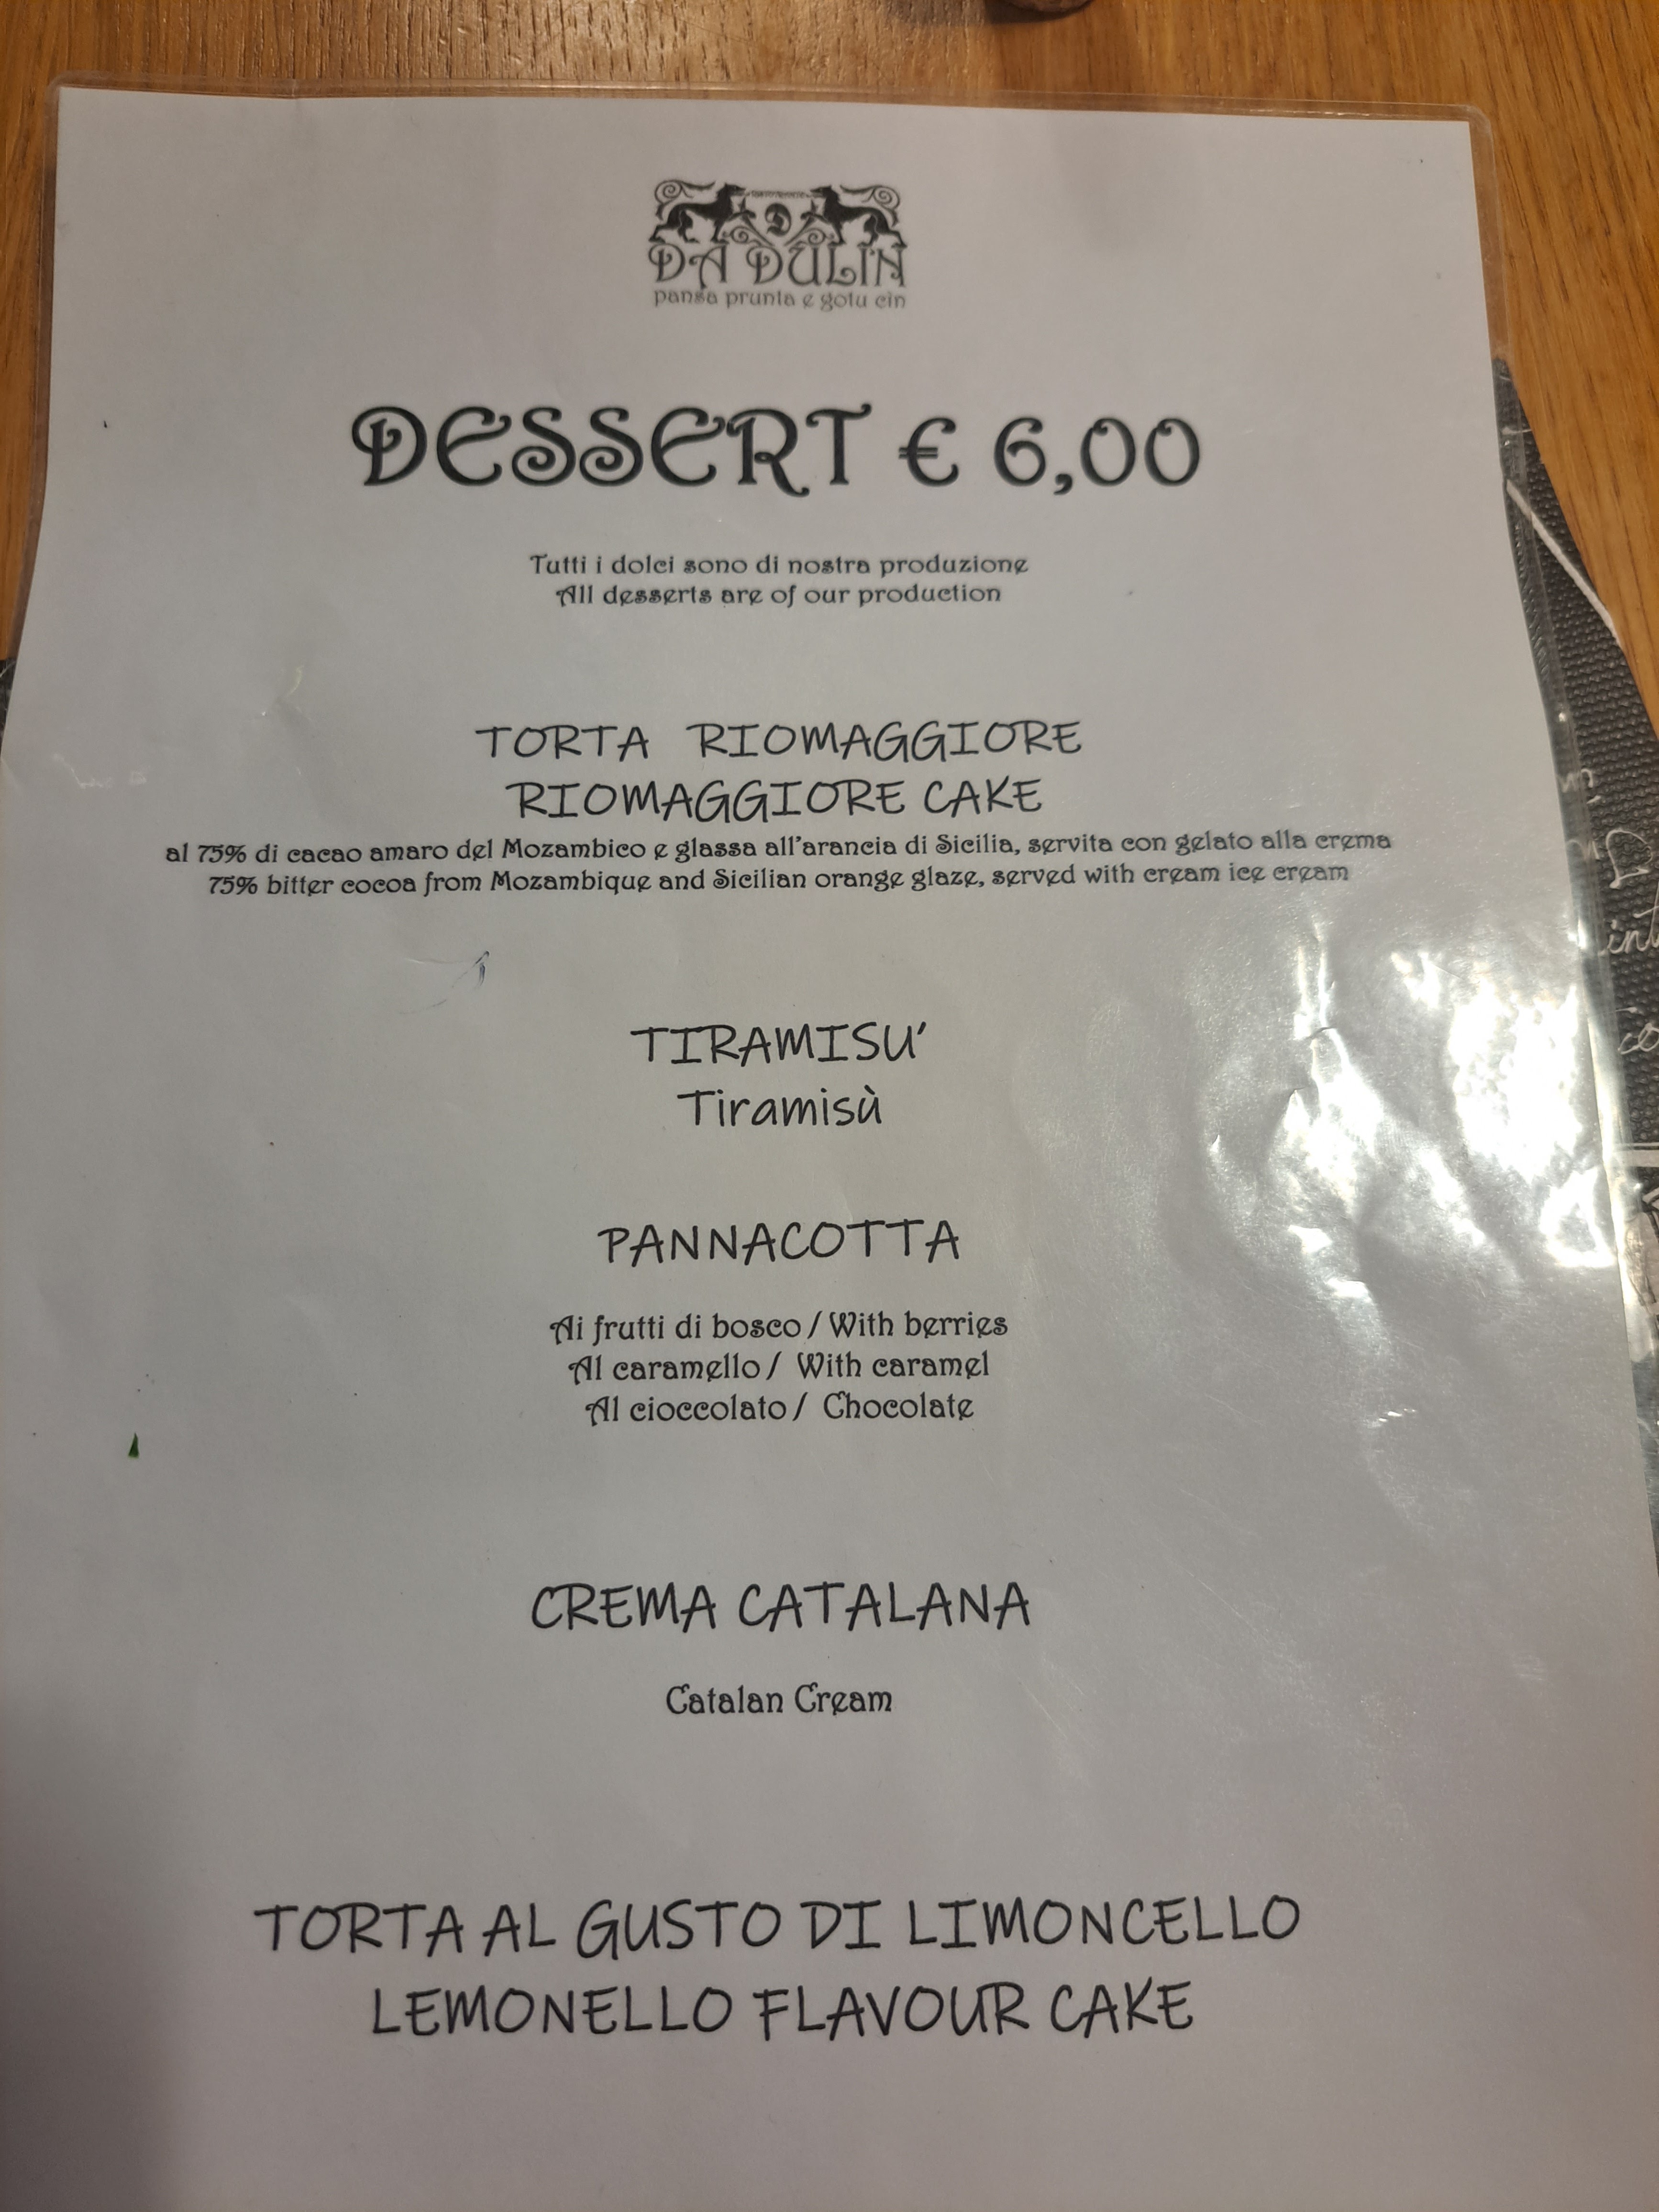 D
DA DULIN
pansa prunta e gotu cin
DESSERT € 6,00
Tutti i dolci sono di nostra produzione
All desserts are of our production
TORTA RIOMAGGIORE
RIOMAGGIORE CAKE
al 75% di cacao amaro del Mozambico e glassa all'arancia di Sicilia, servita con gelato alla crema
75% bitter cocoa from Mozambique and Sicilian orange glaze, served with cream ice cream
TIRAMISU'
Tiramisù
PANNACOTTA
Ai frutti di bosco / With berries
Al caramello / With caramel
Al cioccolato / Chocolate
CREMA CATALANA
Catalan Cream
TORTA AL GUSTO DI LIMONCELLO
LEMONELLO FLAVOUR CAKE